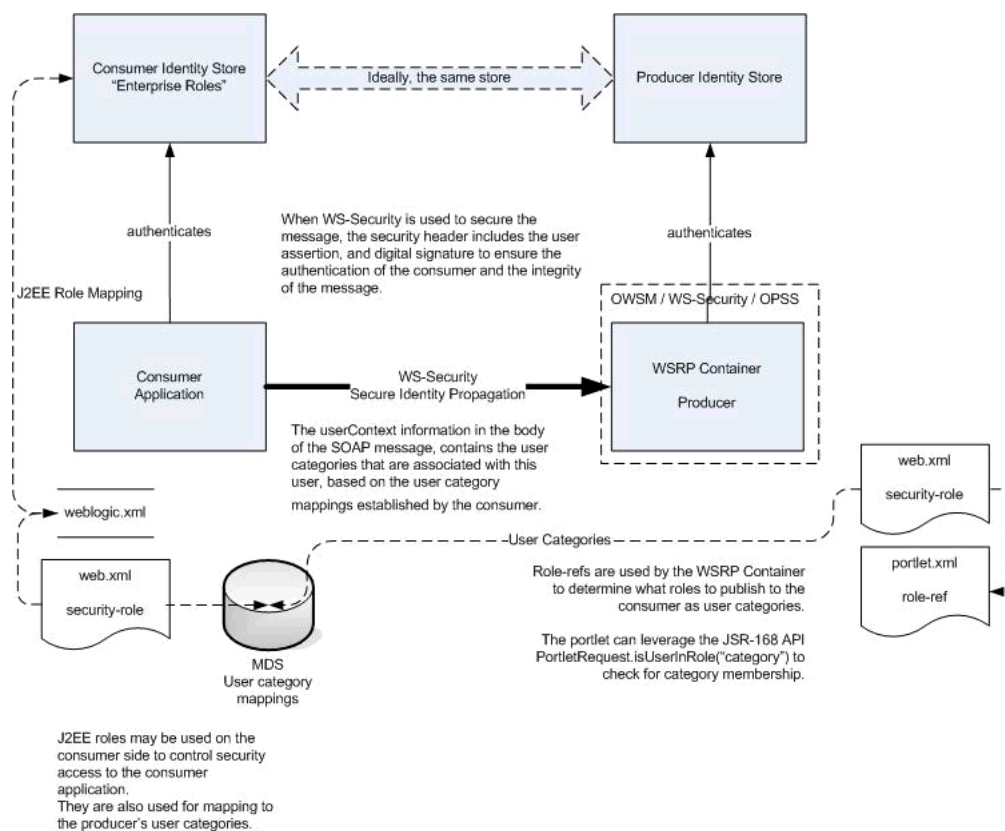 Consumer Identity Store
“Enterprise Roles”
Ideally, the same store
Producer Identity Store
authenticates
authenticates
When WS-Security is used to secure the
message, the security header includes the user
assertion, and digital signature to ensure the
authentication of the consumer and the integrity
of the message.
J2EE Role Mapping
OWSM / WS-Security / OPSS
Consumer
Application
WS-Security
Secure Identity Propagation
WSRP Container
Producer
The userContext information in the body
of the SOAP message, contains the user
categories that are associated with this
user, based on the user category
mappings established by the consumer.
web.xml
security-role
weblogic.xml
User Categories
web.xml
security-role
Role-refs are used by the WSRP Container
to determine what roles to publish to the
consumer as user categories.
portlet.xml
role-ref
The portlet can leverage the JSR-168 API
PortletRequest.isUserInRole(“category”) to
check for category membership.
MDS
User category
mappings
J2EE roles may be used on the
consumer side to control security
access to the consumer
application.
They are also used for mapping to
the producer’s user categories.